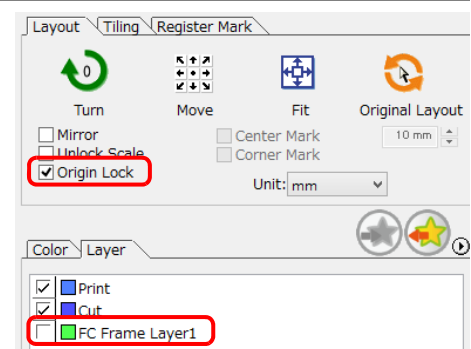 Layout Tiling Register Mark
0
Turn Move Fit Original Layout
Mirror Center Mark 10 mm
Unlock Scale Corner Mark
Origin Lock
Unit: mm
Color Layer
Print
Cut
FC Frame Layer1